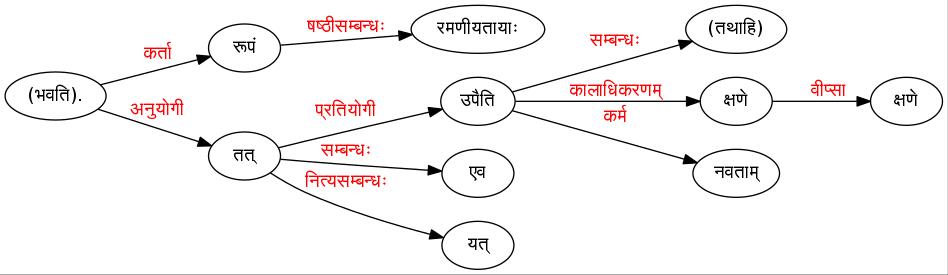 कर्ता
रूपं
षष्ठीसम्बन्धः
रमणीयतायाः
(भवति).
अनुयोगी
तत्
प्रतियोगी
उपैति
सम्बन्धः
(तथाहि)
कालाधिकरणम्
क्षणे
वीप्सा
क्षणे
कर्म
नवताम्
सम्बन्धः
एव
नित्यसम्बन्धः
यत्